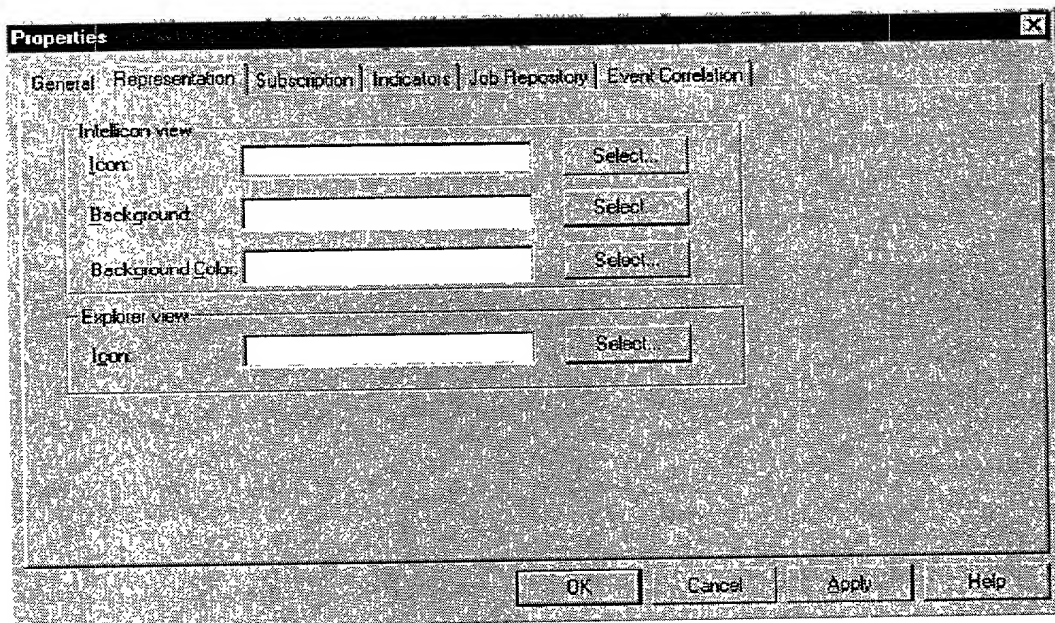 Properties
General Representation Subscription Indicators Job Repository Event Correlation
Intellicon view
Icon: Select...
Background: Select...
Background Color: Select...
Explorer view
Icon: Select...
OK Cancel Apply Help